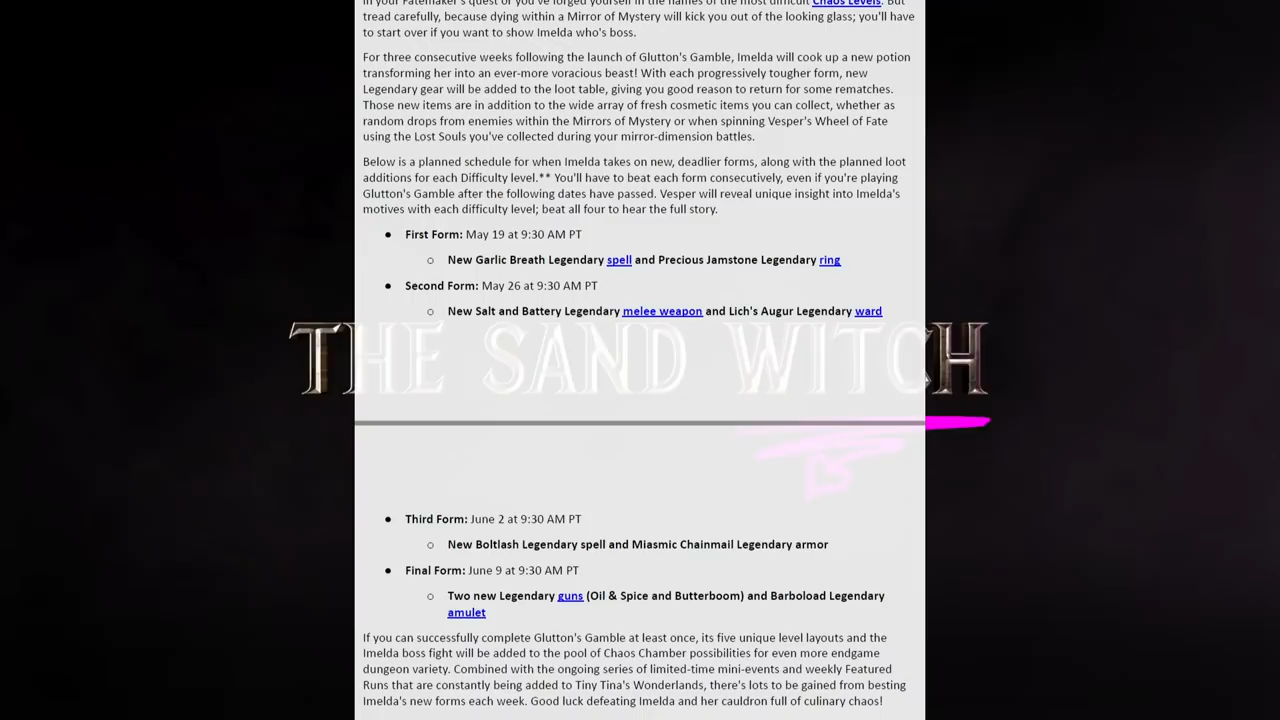 in your Fatemaker's quest or you've forged yourself in the names of the most difficult Chaos Levels. But
tread carefully, because dying within a Mirror of Mystery will kick you out of the looking glass; you'll have
to start over if you want to show Imelda who's boss.
For three consecutive weeks following the launch of Glutton's Gamble, Imelda will cook up a new potion
transforming her into an ever-more voracious beast! With each progressively tougher form, new
Legendary gear will be added to the loot table, giving you good reason to return for some rematches.
Those new items are in addition to the wide array of fresh cosmetic items you can collect, whether as
random drops from enemies within the Mirrors of Mystery or when spinning Vesper's Wheel of Fate
using the Lost Souls you've collected during your mirror-dimension battles.
Below is a planned schedule for when Imelda takes on new, deadlier forms, along with the planned loot
additions for each Difficulty level.** You'll have to beat each form consecutively, even if you're playing
Glutton's Gamble after the following dates have passed. Vesper will reveal unique insight into Imelda's
motives with each difficulty level; beat all four to hear the full story.
● First Form: May 19 at 9:30 AM PT
○ New Garlic Breath Legendary spell and Precious Jamstone Legendary ring
● Second Form: May 26 at 9:30 AM PT
○ New Salt and Battery Legendary melee weapon and Lich's Augur Legendary ward
THE SAND WITCH
● Third Form: June 2 at 9:30 AM PT
○ New Boltlash Legendary spell and Miasmic Chainmail Legendary armor
● Final Form: June 9 at 9:30 AM PT
○ Two new Legendary guns (Oil & Spice and Butterboom) and Barboload Legendary
amulet
If you can successfully complete Glutton's Gamble at least once, its five unique level layouts and the
Imelda boss fight will be added to the pool of Chaos Chamber possibilities for even more endgame
dungeon variety. Combined with the ongoing series of limited-time mini-events and weekly Featured
Runs that are constantly being added to Tiny Tina's Wonderlands, there's lots to be gained from besting
Imelda's new forms each week. Good luck defeating Imelda and her cauldron full of culinary chaos!